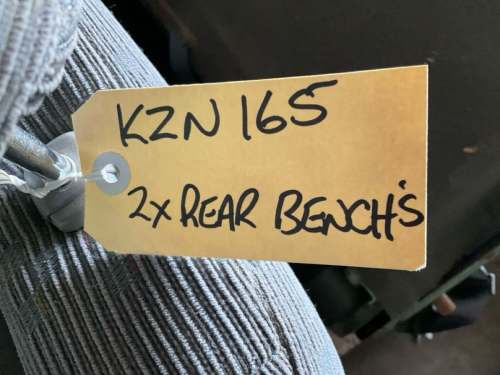 KZN 165
2x REAR BENCH'S